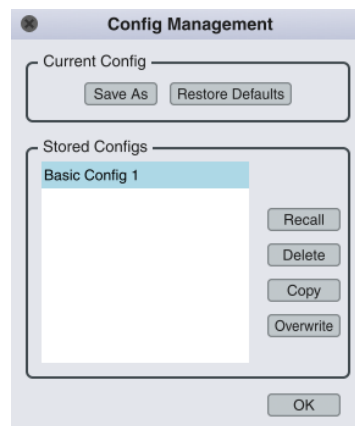 Config Management
Current Config
Save As Restore Defaults
Stored Configs
Basic Config 1
Recall
Delete
Copy
Overwrite
OK